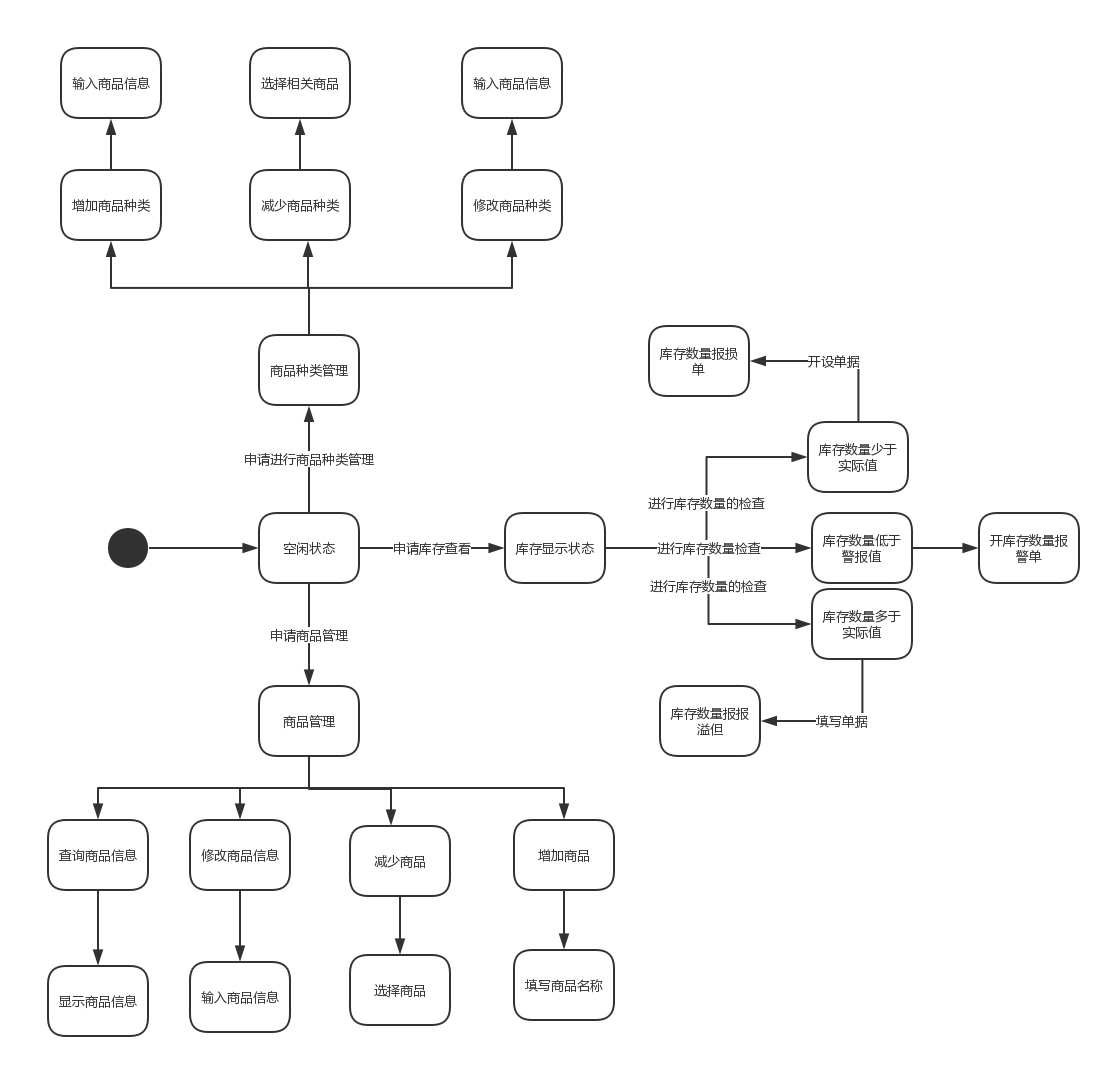 输入商品信息
选择相关商品
输入商品信息
增加商品种类
减少商品种类
修改商品种类
商品种类管理
库存数量报损
单
开设单据
申请进行商品种类管理
库存数量少于
实际值
进行库存数量的检查
空闲状态
申请库存查看
库存显示状态
进行库存数量检查
库存数量低于
警报值
开库存数量报
警单
进行库存数量的检查
库存数量多于
实际值
申请商品管理
商品管理
库存数量报报
溢但
填写单据
查询商品信息
修改商品信息
减少商品
增加商品
显示商品信息
输入商品信息
选择商品
填写商品名称